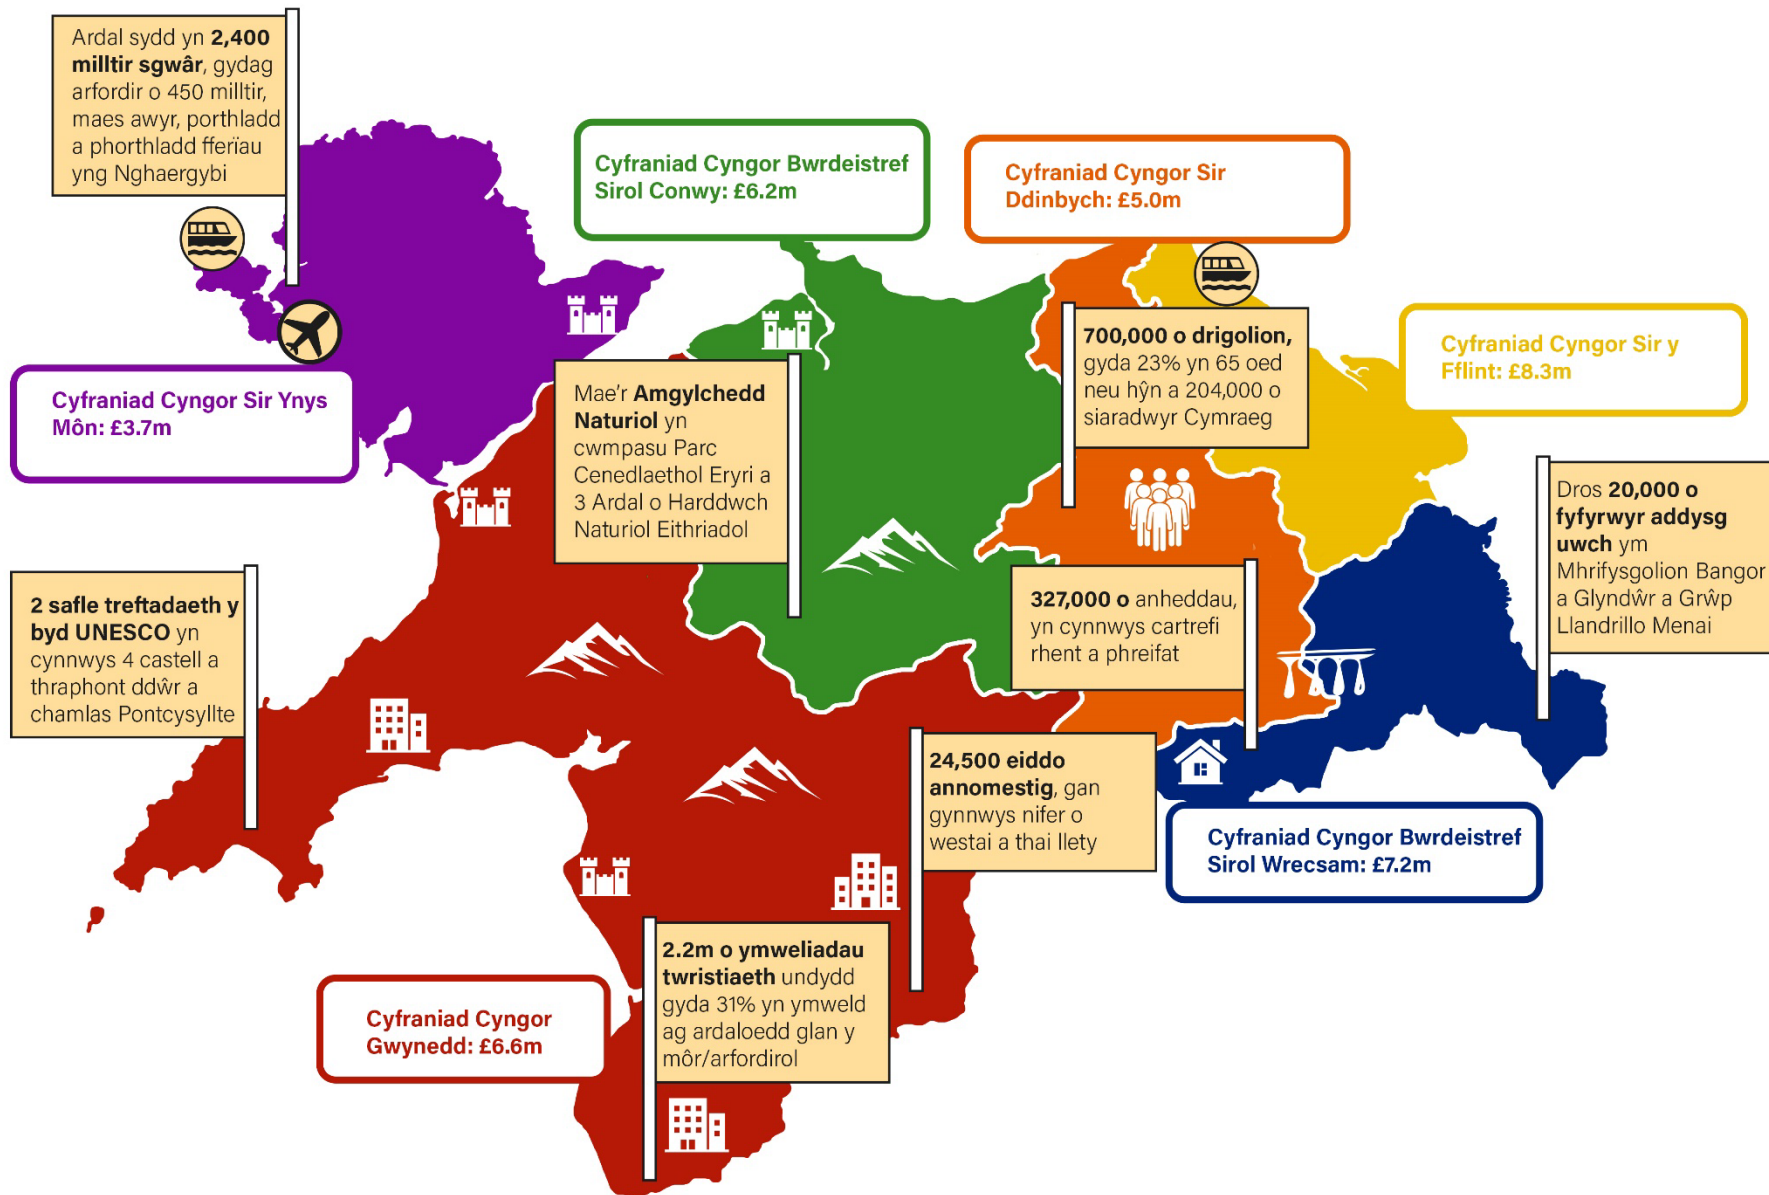 Ardal sydd yn 2,400
milltir sgwâr, gydag
arfordir o 450 milltir,
maes awyr, porthladd
a phorthladd fferïau
yng Nghaergybi
Cyfraniad Cyngor Bwrdeistref
Sirol Conwy: £6.2m
Cyfraniad Cyngor Sir
Ddinbych: £5.0m
Cyfraniad Cyngor Sir y
Fflint: £8.3m
Cyfraniad Cyngor Sir Ynys
Môn: £3.7m
Mae'r Amgylchedd
Naturiol yn
cwmpasu Parc
Cenedlaethol Eryri a
3 Ardal o Harddwch
Naturiol Eithriadol
700,000 o drigolion,
gyda 23% yn 65 oed
neu hŷn a 204,000 o
siaradwyr Cymraeg
Dros 20,000 o
fyfyrwyr addysg
uwch ym
Mhrifysgolion Bangor
a Glyndŵr a Grŵp
Llandrillo Menai
2 safle treftadaeth y
byd UNESCO yn
cynnwys 4 castell a
thraphont ddŵr a
chamlas Pontcysyllte
327,000 o anheddau,
yn cynnwys cartrefi
rhent a phreifat
24,500 eiddo
annomestig, gan
gynnwys nifer o
westai a thai llety
Cyfraniad Cyngor Bwrdeistref
Sirol Wrecsam: £7.2m
2.2m o ymweliadau
twristiaeth undydd
gyda 31% yn ymweld
ag ardaloedd glan y
môr/arfordirol
Cyfraniad Cyngor
Gwynedd: £6.6m